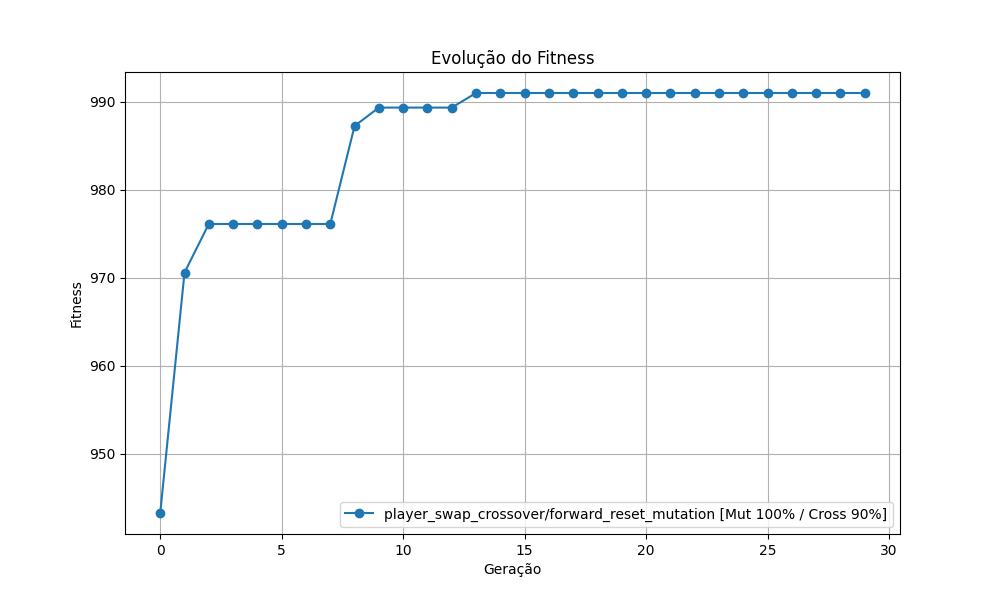 Evolução do Fitness
Fitness
990
980
970
960
950
0 5 10 15 20 25 30
Geração
player_swap_crossover/forward_reset_mutation [Mut 100% / Cross 90%]